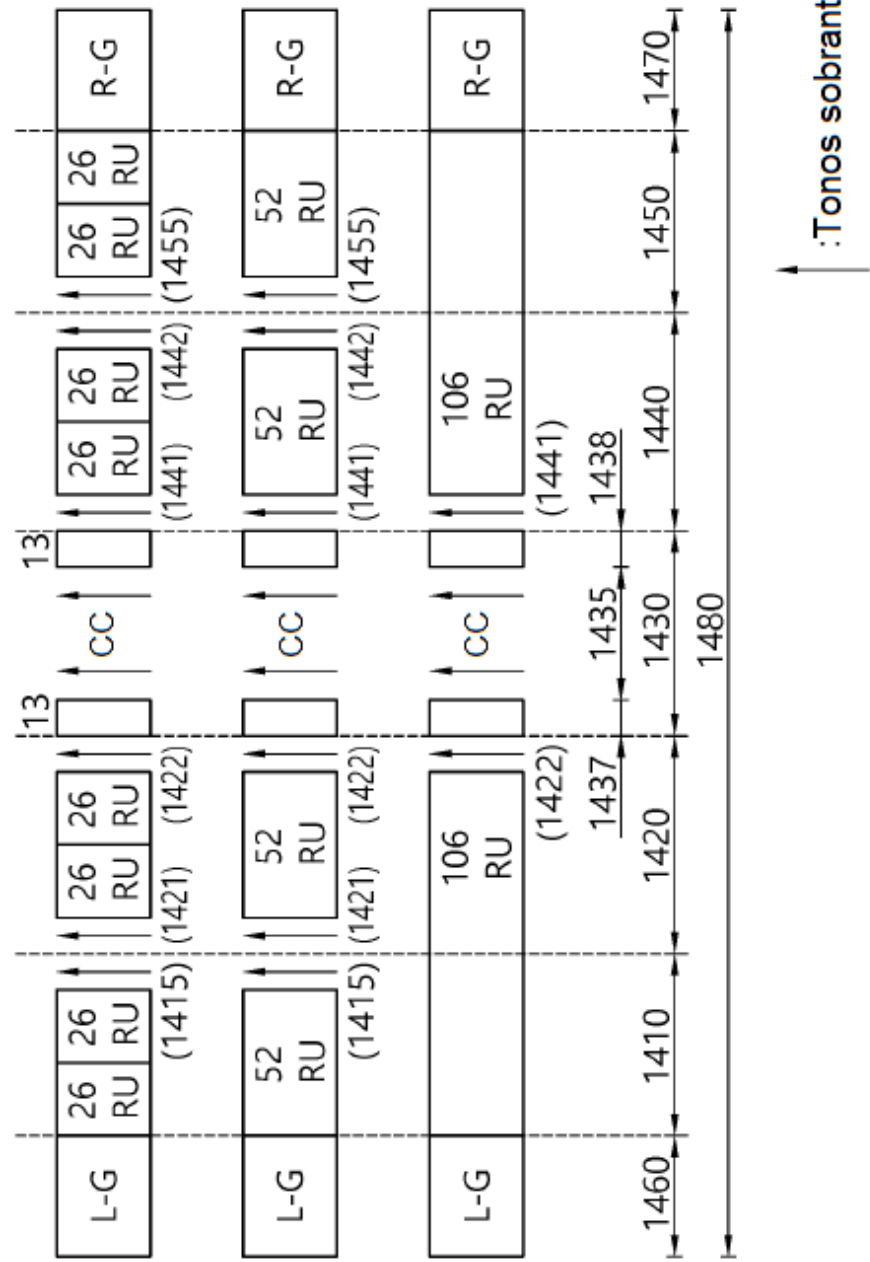 13 13
L-G 26 26 26 26 CC 26 26 26 26 R-G
RU RU RU RU RU RU RU RU
(1415) (1421) (1422) (1441) (1442) (1455)
L-G 52 52 CC 52 52 R-G
RU RU RU RU
(1415) (1421) (1422) (1441) (1442) (1455)
L-G 106 CC 106 R-G
RU RU
(1422) (1441)
1437 1435 1438
1460 1410 1420 1430 1440 1450 1470
1480
:Tonos sobrant